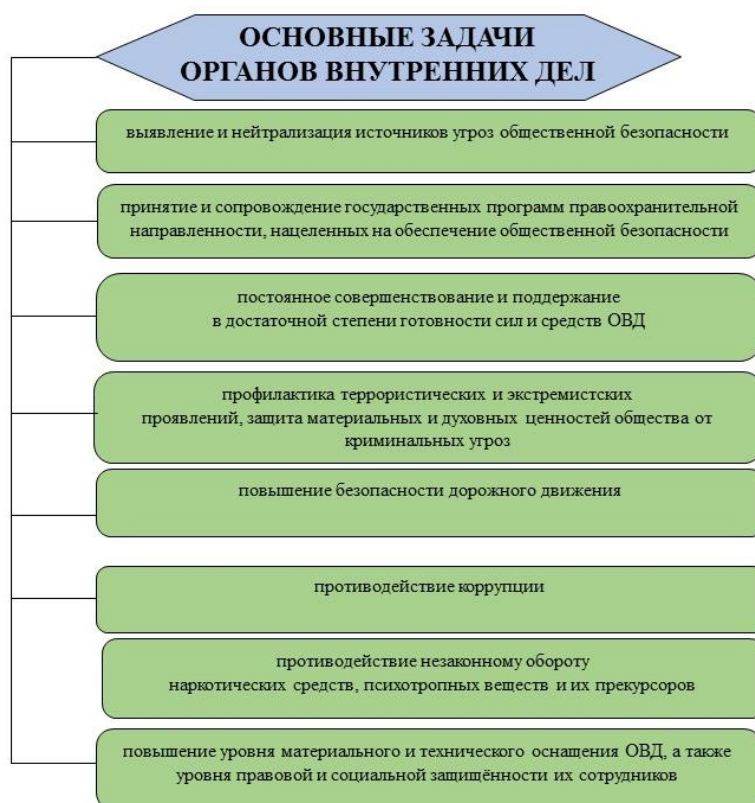 ОСНОВНЫЕ ЗАДАЧИ
ОРГАНОВ ВНУТРЕННИХ ДЕЛ
выявление и нейтрализация источников угроз общественной безопасности
принятие и сопровождение государственных программ правоохранительной
направленности, нацеленных на обеспечение общественной безопасности
постоянное совершенствование и поддержание
в достаточной степени готовности сил и средств ОВД
профилактика террористических и экстремистских
проявлений, защита материальных и духовных ценностей общества от
криминальных угроз
повышение безопасности дорожного движения
противодействие коррупции
противодействие незаконному обороту
наркотических средств, психотропных веществ и их прекурсоров
повышение уровня материального и технического оснащения ОВД, а также
уровня правовой и социальной защищённости их сотрудников